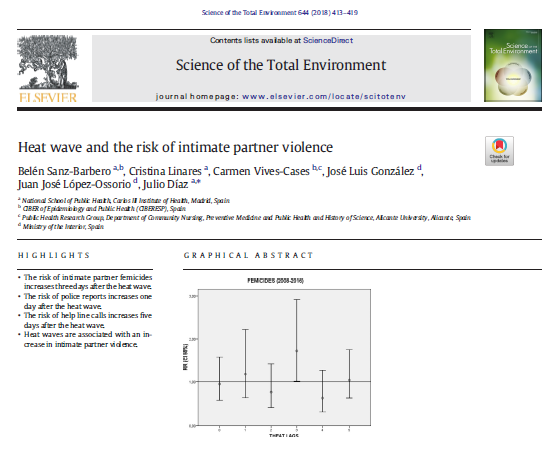 Science of the Total Environment 644 (2018) 413–419
Contents lists available at ScienceDirect
Science of the Total Environment
journal homepage: www.elsevier.com/locate/scitotenv
ELSEVIER
Science of the
Total Environment
Check for
updates
Heat wave and the risk of intimate partner violence
Belén Sanz-Barbero a,b, Cristina Linares a, Carmen Vives-Cases b,c, José Luis González d,
Juan José López-Ossorio d, Julio Díaz a,*
a National School of Public Health, Carlos III Institute of Health, Madrid, Spain
b CIBER of Epidemiology and Public Health (CIBERESP), Spain
c Public Health Research Group, Department of Community Nursing, Preventive Medicine and Public Health and History of Science, Alicante University, Alicante, Spain
d Ministry of the Interior, Spain
HIGHLIGHTS
• The risk of intimate partner femicides
increases three days after the heat wave.
• The risk of police reports increases one
day after the heat wave.
• The risk of help line calls increases five
days after the heat wave.
• Heat waves are associated with an in-
crease in intimate partner violence.
GRAPHICAL ABSTRACT
FEMICIDES (2008-2016)
3,00
2,00
1,00
,00
RR (CI 95%)
0 1 2 3 4 5
THEAT LAGS